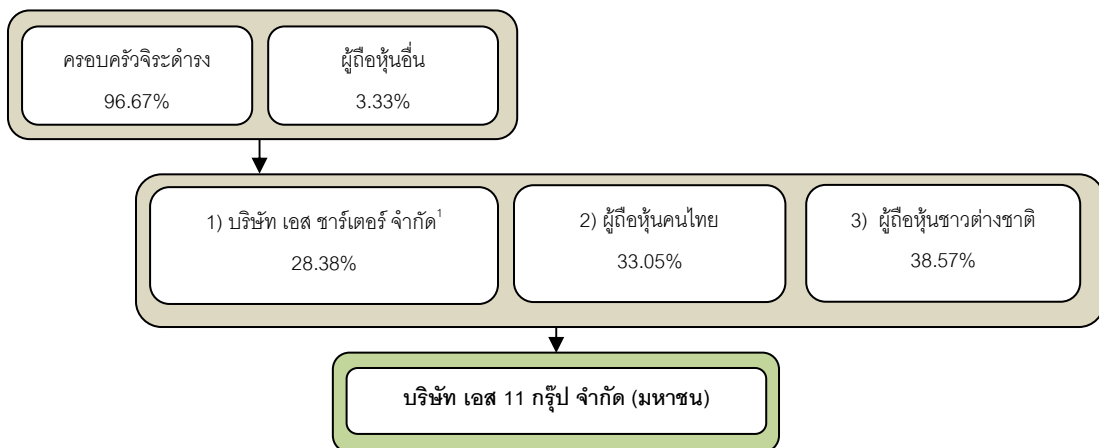 ครอบครัวจิระดำรง
96.67%
ผู้ถือหุ้นอื่น
3.33%
1) บริษัท เอส ชาร์เตอร์ จำกัด¹
28.38%
2) ผู้ถือหุ้นคนไทย
33.05%
3) ผู้ถือหุ้นชาวต่างชาติ
38.57%
บริษัท เอส 11 กรุ๊ป จำกัด (มหาชน)